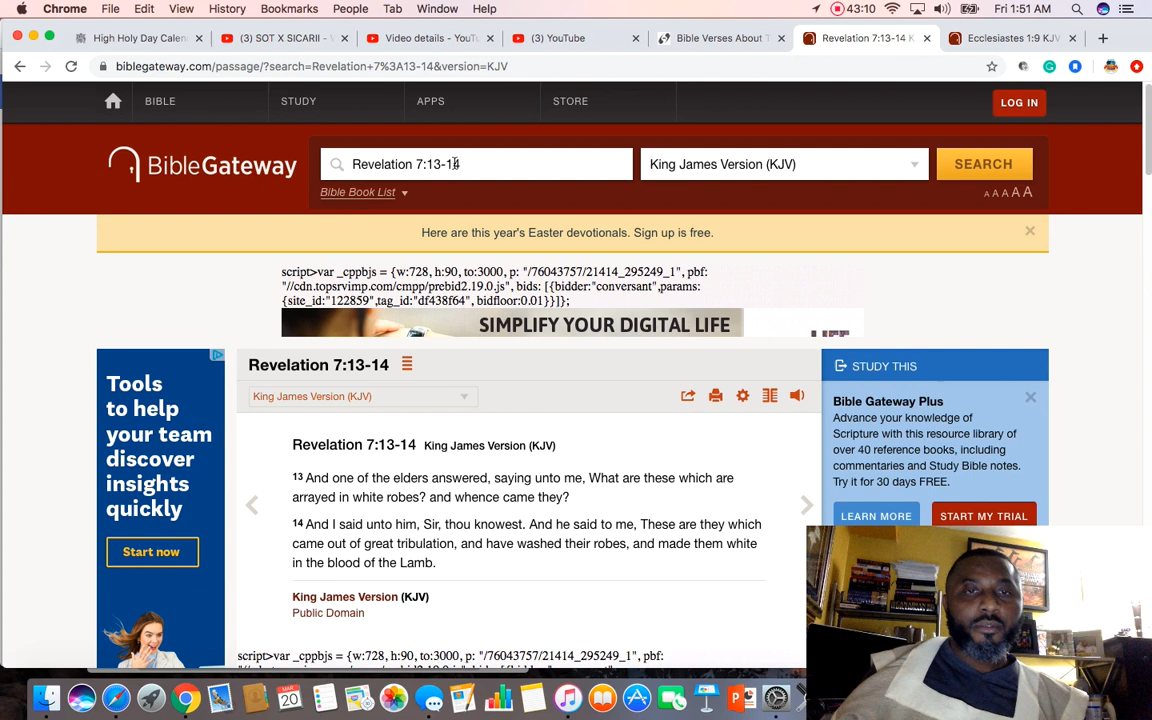 Chrome File Edit View History Bookmarks People Tab Window Help 43:10 Fri 1:51 AM
High Holy Day Calen (3) SOT X SICARII - Video details - YouTu (3) YouTube Bible Verses About T Revelation 7:13-14 K Ecclesiastes 1:9 KJV
biblegateway.com/passage/?search=Revelation+7%3A13-14&version=KJV
BIBLE STUDY APPS STORE LOG IN
BibleGateway Revelation 7:13-14 King James Version (KJV) SEARCH
Bible Book List A A A A A
Here are this year's Easter devotionals. Sign up is free.
script>var _cppbjs = {w:728, h:90, to:3000, p: "/76043757/21414_295249_1", pbf:
"//cdn.topsrvimp.com/cmpp/prebid2.19.0.js", bids: [{bidder:"conversant",params:
{site_id:"122859",tag_id:"df438f64", bidfloor:0.01}}]};
SIMPLIFY YOUR DIGITAL LIFE
Tools
to help
your team
discover
insights
quickly
Start now
Revelation 7:13-14
King James Version (KJV)
Revelation 7:13-14 King James Version (KJV)
13 And one of the elders answered, saying unto me, What are these which are
arrayed in white robes? and whence came they?
14 And I said unto him, Sir, thou knowest. And he said to me, These are they which
came out of great tribulation, and have washed their robes, and made them white
in the blood of the Lamb.
King James Version (KJV)
Public Domain
script>var _cppbjs = {w:728, h:90, to:3000, p: "/76043757/21414_295249_1", pbf:
STUDY THIS
Bible Gateway Plus
Advance your knowledge of
Scripture with this resource library of
over 40 reference books, including
commentaries and Study Bible notes.
Try it for 30 days FREE.
LEARN MORE START MY TRIAL
MAR
20